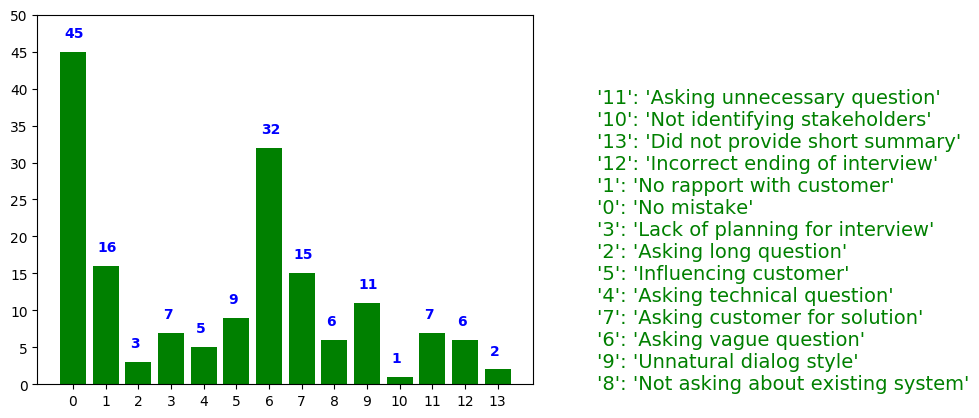 50
45
40
35
30
25
20
15
10
5
0
45
16
3
7
5
9
32
15
6
11
1
7
6
2
0 1 2 3 4 5 6 7 8 9 10 11 12 13
'11': 'Asking unnecessary question'
'10': 'Not identifying stakeholders'
'13': 'Did not provide short summary'
'12': 'Incorrect ending of interview'
'1': 'No rapport with customer'
'0': 'No mistake'
'3': 'Lack of planning for interview'
'2': 'Asking long question'
'5': 'Influencing customer'
'4': 'Asking technical question'
'7': 'Asking customer for solution'
'6': 'Asking vague question'
'9': 'Unnatural dialog style'
'8': 'Not asking about existing system'